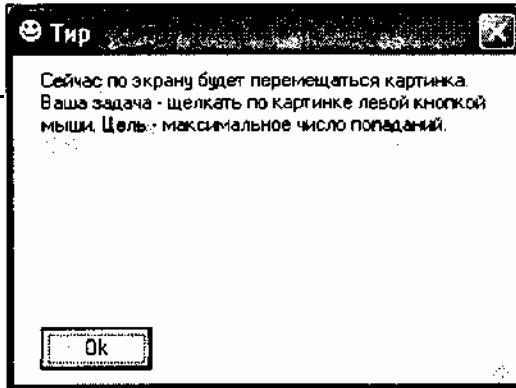 Тир
Сейчас по экрану будет перемещаться картинка.
Ваша задача - щелкать по картинке левой кнопкой
мыши. Цель - максимальное число попаданий.
Ok